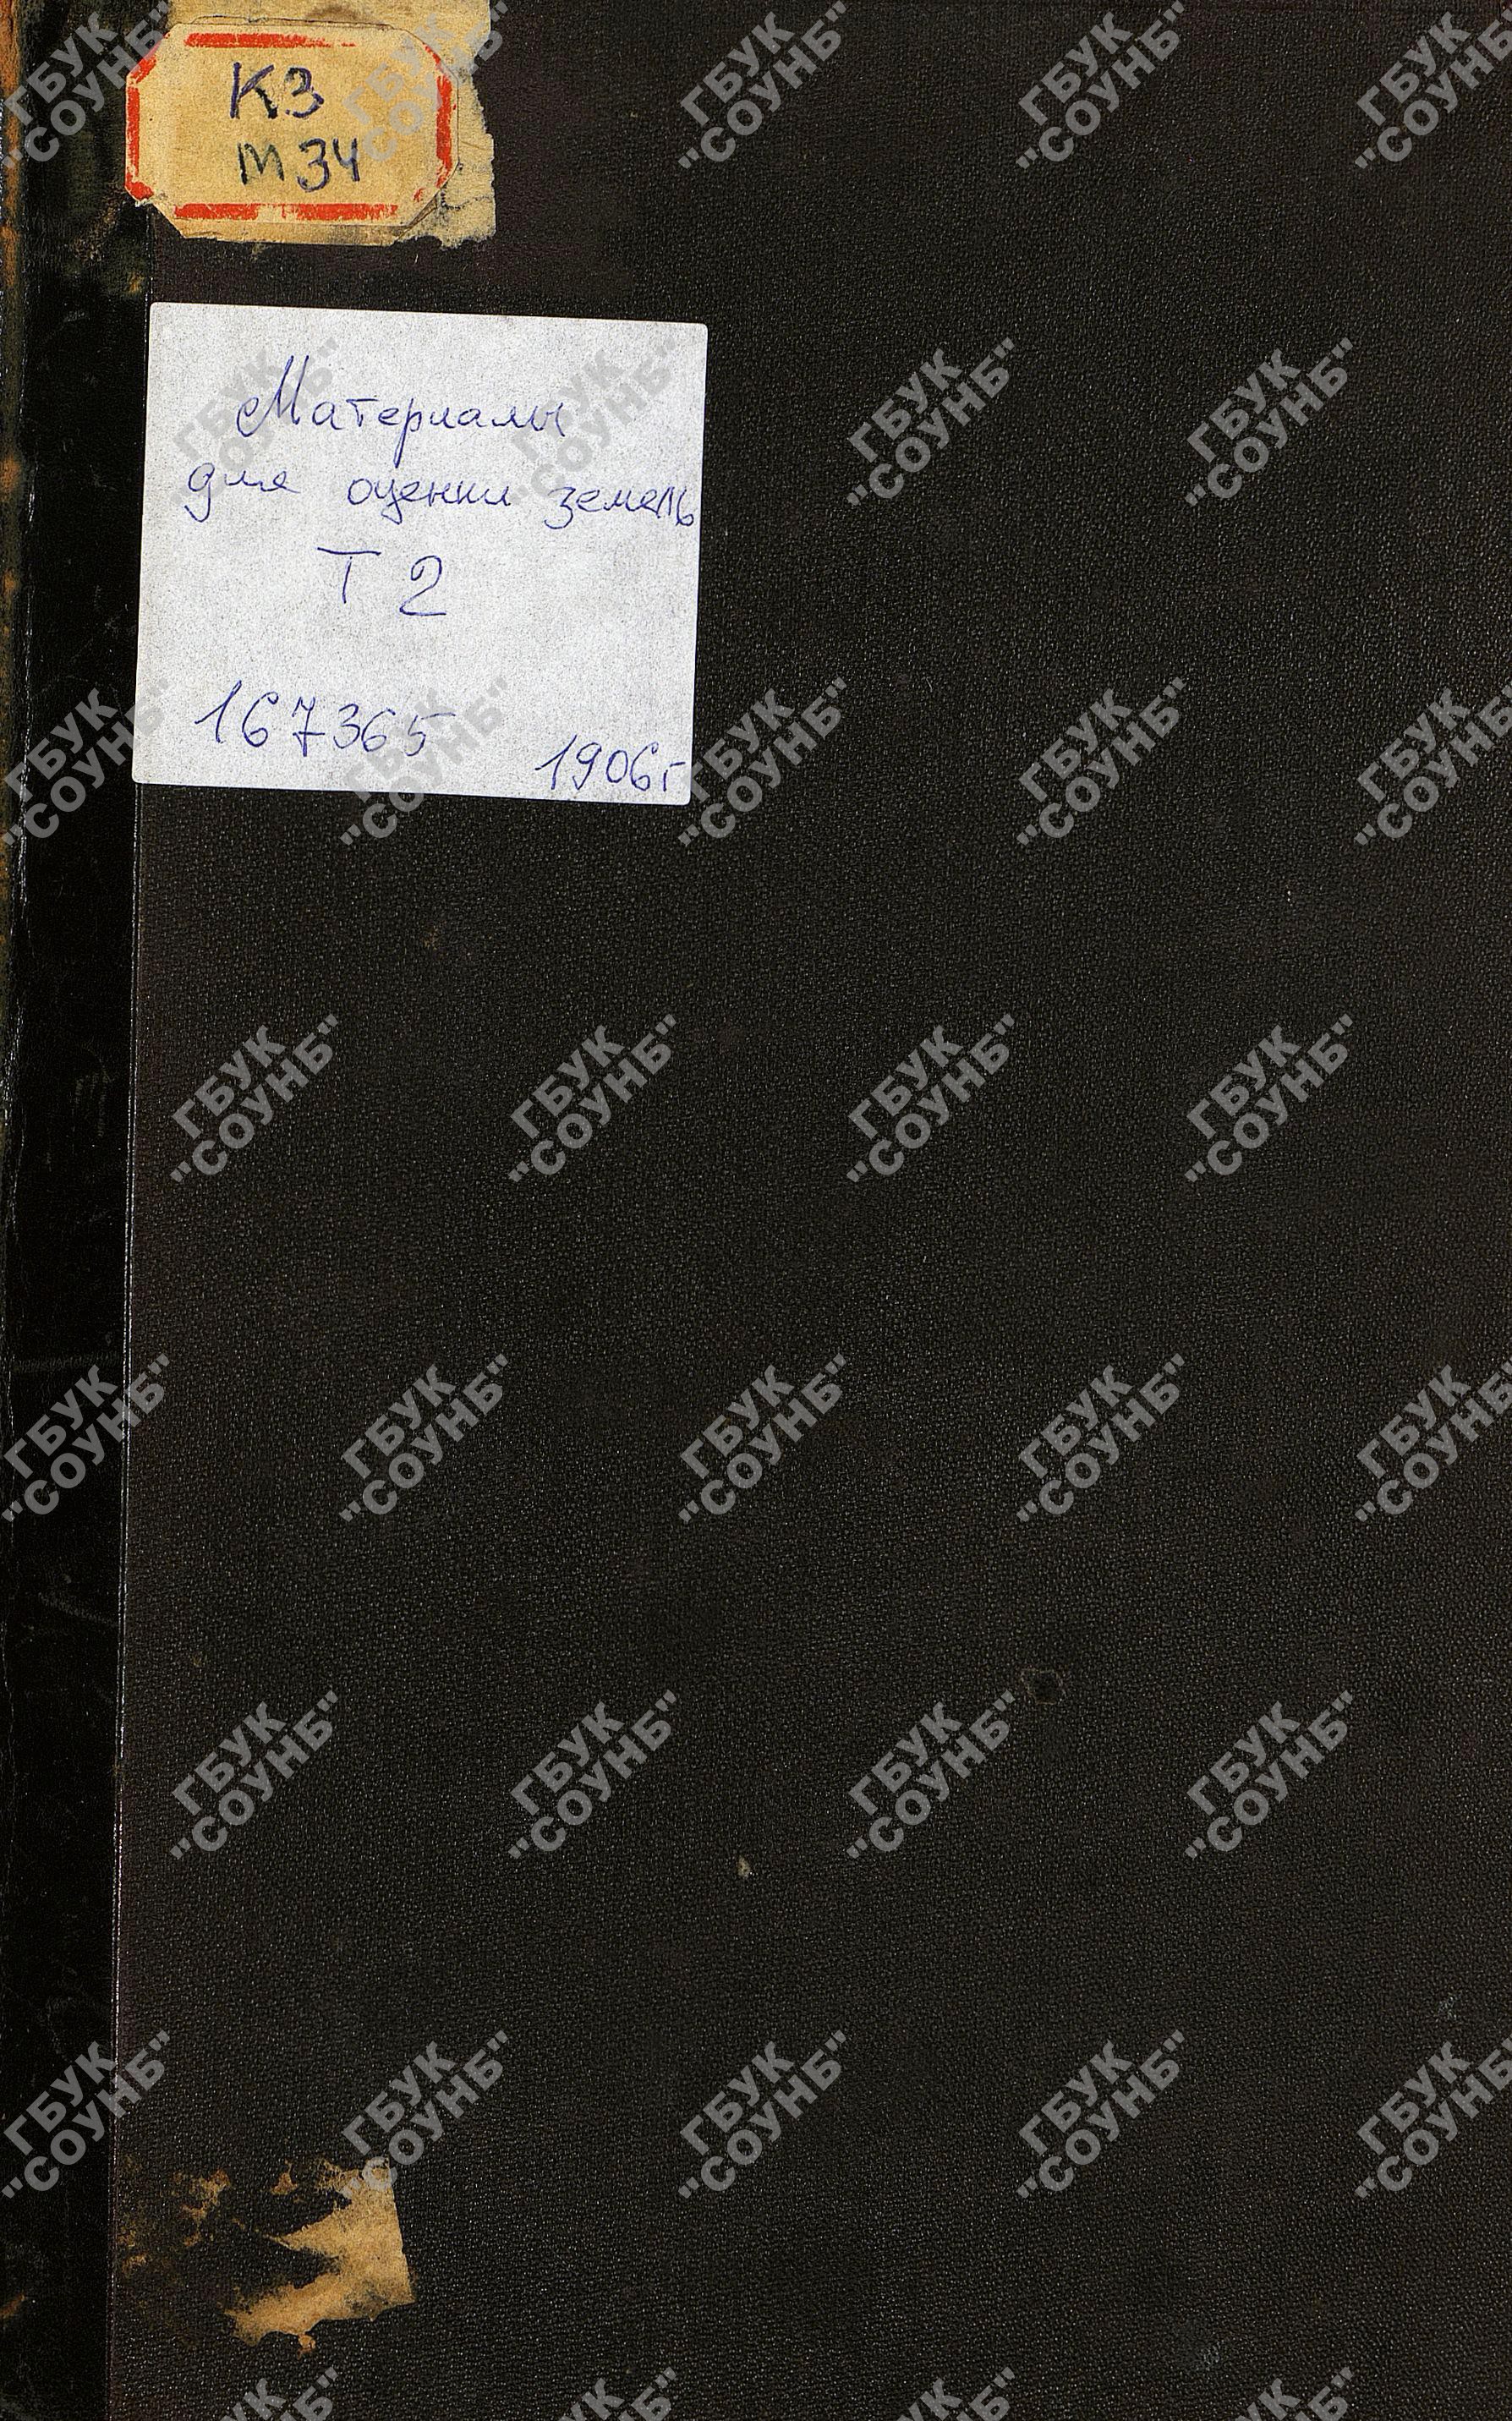 К3
М34
Материалы
для оценки земель
Т 2
167365
1906г
ГБУК
"СОУНБ"